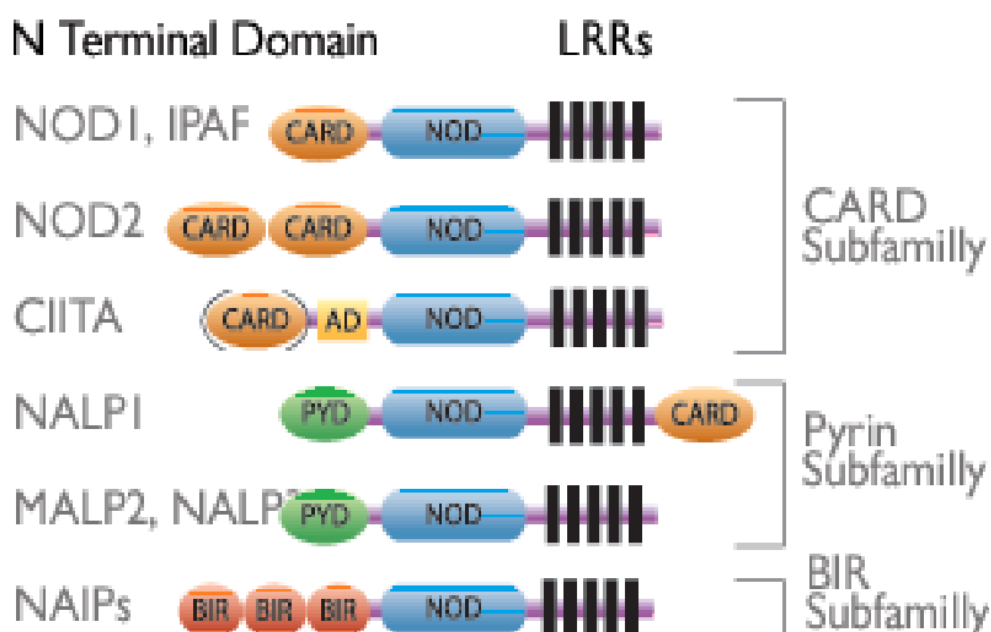 N Terminal Domain LRRs
NOD1, IPAF CARD NOD
NOD2 CARD CARD NOD
CARD
Subfamilly
CIITA CARD AD NOD
NALP1 PYD NOD CARD
Pyrin
Subfamilly
MALP2, NALP PYD NOD
NAIPs BIR BIR BIR NOD
BIR
Subfamilly